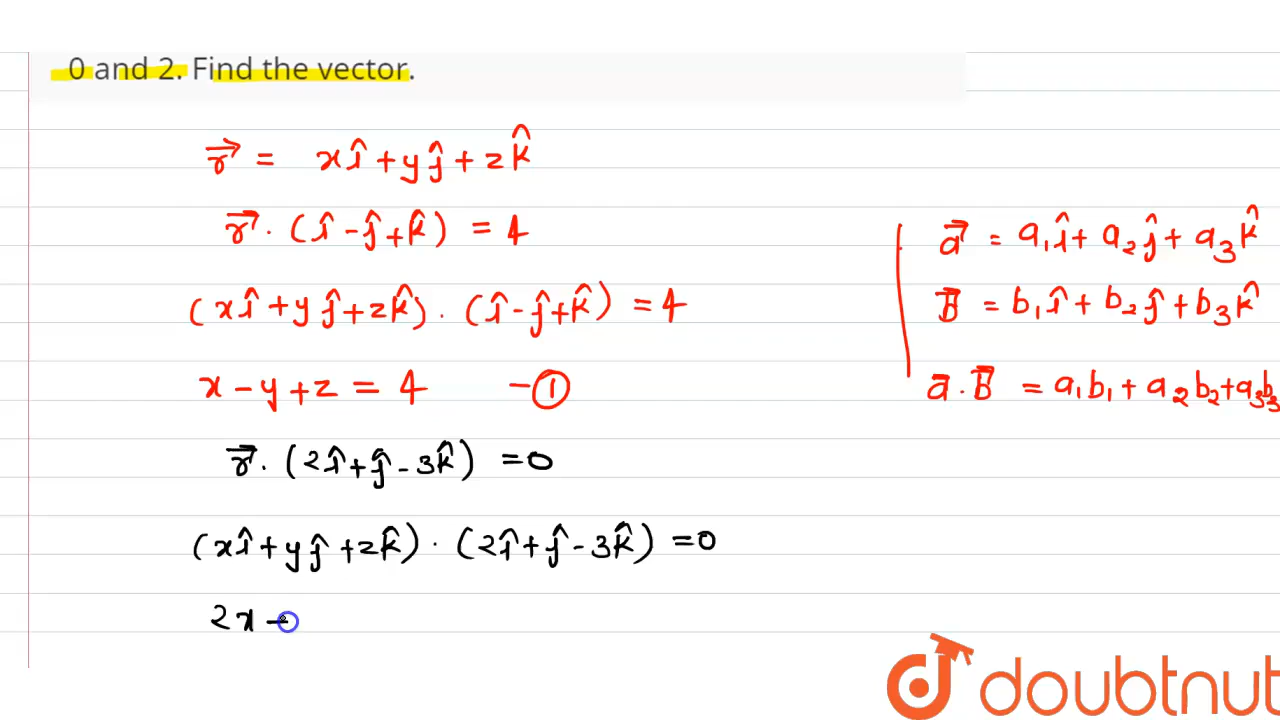 0 and 2. Find the vector.
r⃗ = xî + yĵ + zk̂
r⃗ . (î - ĵ + k̂) = 4
(xî + yĵ + zk̂) . (î - ĵ + k̂) = 4
x - y + z = 4 - ①
r⃗ . (2î + ĵ - 3k̂) = 0
(xî + yĵ + zk̂) . (2î + ĵ - 3k̂) = 0
2x -
a⃗ = a₁î + a₂ĵ + a₃k̂
B⃗ = b₁î + b₂ĵ + b₃k̂
a⃗ . B⃗ = a₁b₁ + a₂b₂ + a₃b₃
doubtnut